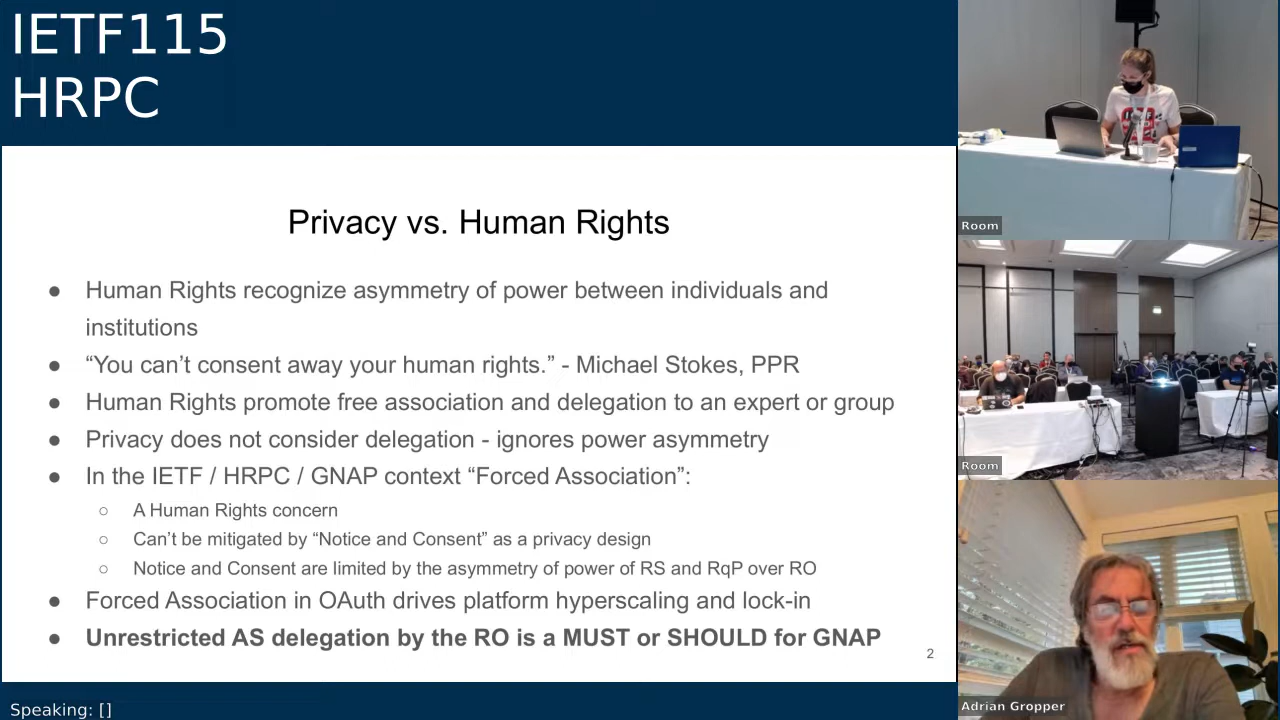 IETF115
HRPC
Privacy vs. Human Rights
● Human Rights recognize asymmetry of power between individuals and
institutions
● “You can’t consent away your human rights.” - Michael Stokes, PPR
● Human Rights promote free association and delegation to an expert or group
● Privacy does not consider delegation - ignores power asymmetry
● In the IETF / HRPC / GNAP context “Forced Association”:
○ A Human Rights concern
○ Can’t be mitigated by “Notice and Consent” as a privacy design
○ Notice and Consent are limited by the asymmetry of power of RS and RqP over RO
● Forced Association in OAuth drives platform hyperscaling and lock-in
● Unrestricted AS delegation by the RO is a MUST or SHOULD for GNAP
2
Speaking: []
Room
Room
Adrian Gropper